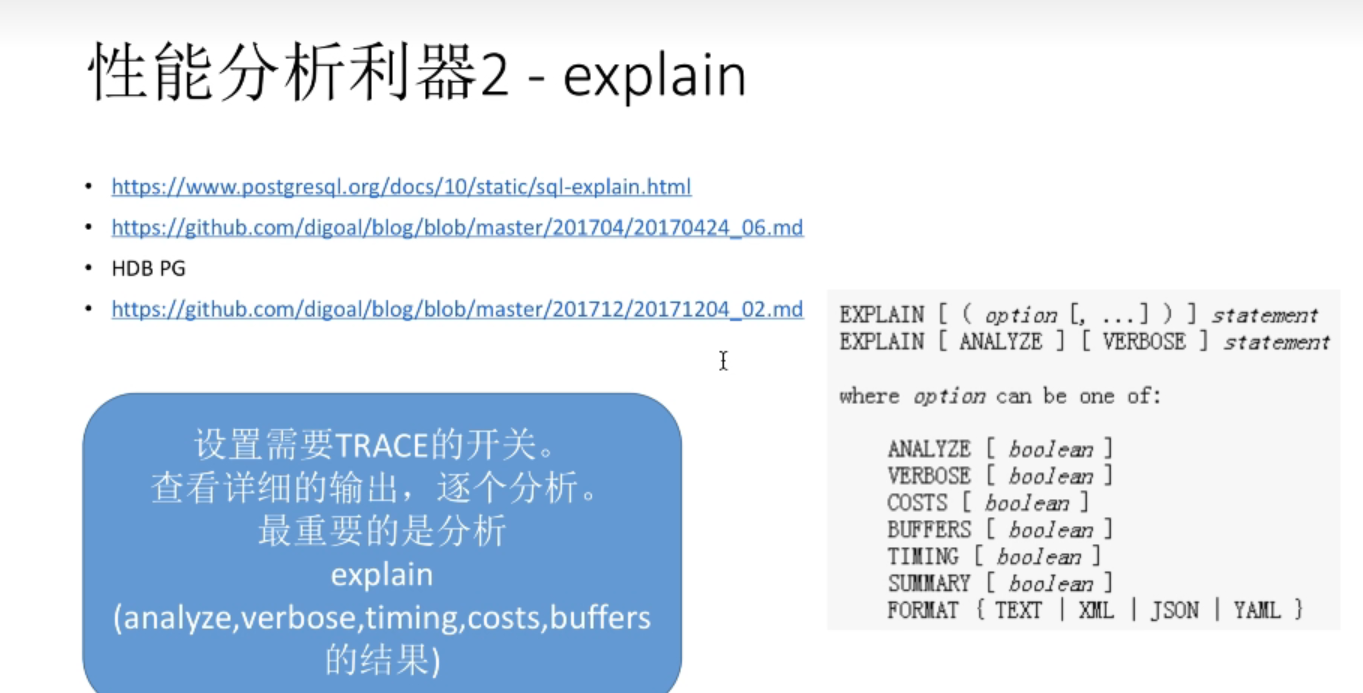 性能分析利器2 - explain
• https://www.postgresql.org/docs/10/static/sql-explain.html
• https://github.com/digoal/blog/blob/master/201704/20170424_06.md
• HDB PG
• https://github.com/digoal/blog/blob/master/201712/20171204_02.md
设置需要TRACE的开关。
查看详细的输出，逐个分析。
最重要的是分析
explain
(analyze,verbose,timing,costs,buffers
的结果)
EXPLAIN [ ( option [, ...] ) ] statement
EXPLAIN [ ANALYZE ] [ VERBOSE ] statement
where option can be one of:
ANALYZE [ boolean ]
VERBOSE [ boolean ]
COSTS [ boolean ]
BUFFERS [ boolean ]
TIMING [ boolean ]
SUMMARY [ boolean ]
FORMAT { TEXT | XML | JSON | YAML }